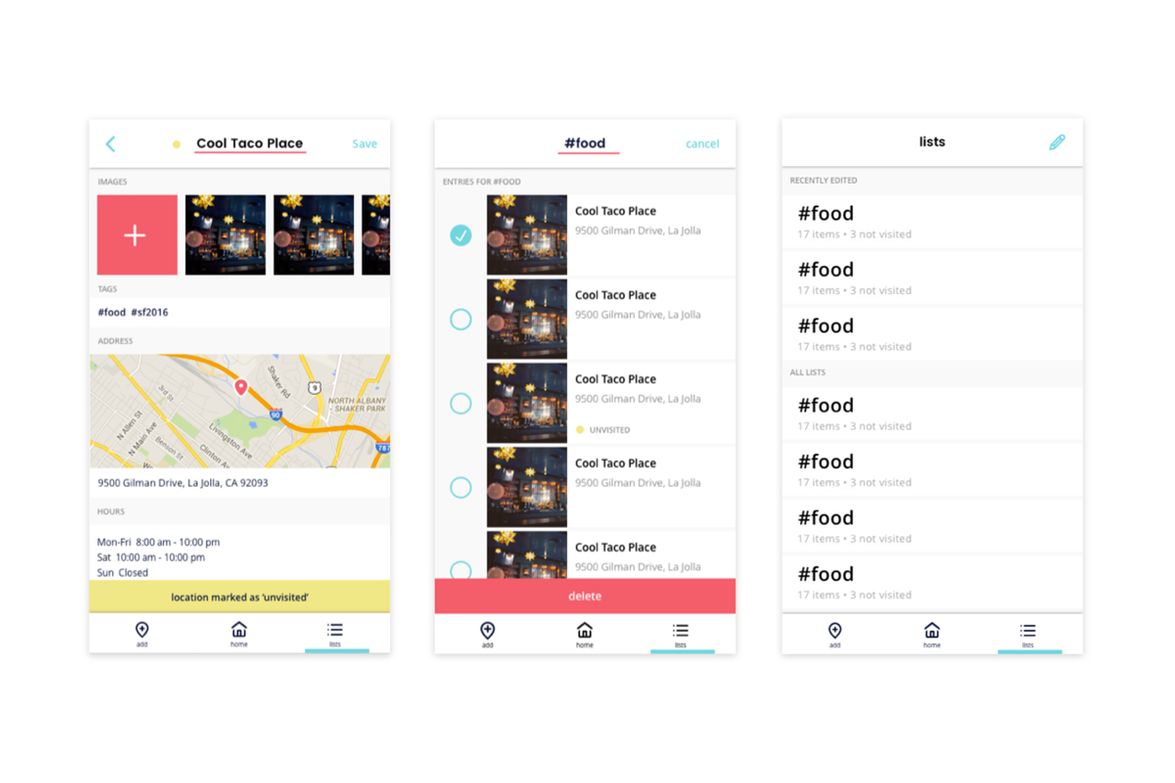 Cool Taco Place
Save
IMAGES
TAGS
#food #sf2016
ADDRESS
Shaker Rd
9
3rd St
NORTH ALBANY - SHAKER PARK
N Allen St
N Main Ave
90
Livingston Ave
Benson St
Clinton Ave
787
9500 Gilman Drive, La Jolla, CA 92093
HOURS
Mon-Fri 8:00 am - 10:00 pm
Sat 10:00 am - 10:00 pm
Sun Closed
location marked as ‘unvisited’
add
home
lists
#food
cancel
ENTRIES FOR #FOOD
Cool Taco Place
9500 Gilman Drive, La Jolla
Cool Taco Place
9500 Gilman Drive, La Jolla
Cool Taco Place
9500 Gilman Drive, La Jolla
UNVISITED
Cool Taco Place
9500 Gilman Drive, La Jolla
Cool Taco Place
9500 Gilman Drive, La Jolla
delete
add
home
lists
lists
RECENTLY EDITED
#food
17 items • 3 not visited
#food
17 items • 3 not visited
#food
17 items • 3 not visited
ALL LISTS
#food
17 items • 3 not visited
#food
17 items • 3 not visited
#food
17 items • 3 not visited
#food
17 items • 3 not visited
add
home
lists